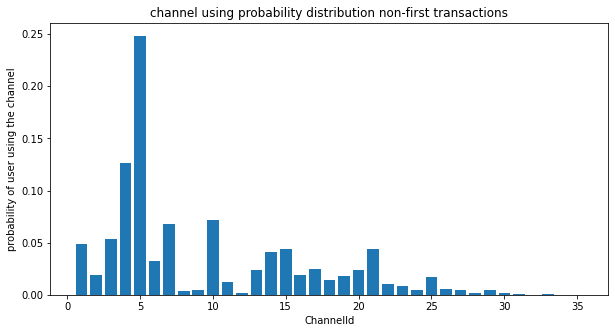 channel using probability distribution non-first transactions
probability of user using the channel
0.25
0.20
0.15
0.10
0.05
0.00
0 5 10 15 20 25 30 35
ChannelId